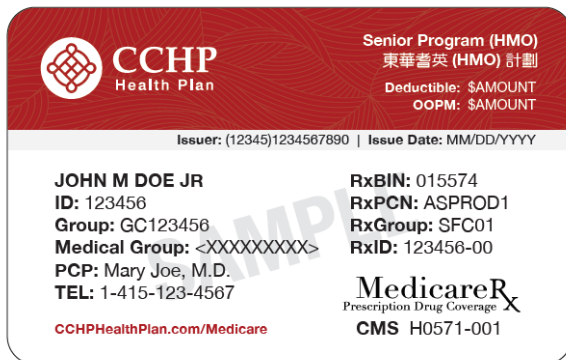 CCHP
Health Plan
Senior Program (HMO)
東華耆英 (HMO) 計劃
Deductible: $AMOUNT
OOPM: $AMOUNT
Issuer: (12345)1234567890 | Issue Date: MM/DD/YYYY
JOHN M DOE JR
ID: 123456
Group: GC123456
Medical Group: <XXXXXXXXX>
PCP: Mary Joe, M.D.
TEL: 1-415-123-4567
CCHPHealthPlan.com/Medicare
RxBIN: 015574
RxPCN: ASPROD1
RxGroup: SFC01
RxID: 123456-00
MedicareRx
Prescription Drug Coverage
CMS H0571-001
SAMPLE